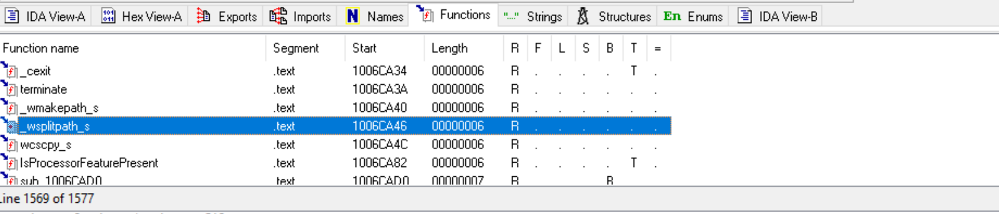 IDA View-A Hex View-A Exports Imports N Names Functions "..." Strings Structures En Enums IDA View-B
Function name Segment Start Length R F L S B T =
_cexit .text 1006CA34 00000006 R . . . . T .
terminate .text 1006CA3A 00000006 R . . . . . .
_wmakepath_s .text 1006CA40 00000006 R . . . . . .
_wsplitpath_s .text 1006CA46 00000006 R . . . . . .
wcscpy_s .text 1006CA4C 00000006 R . . . . . .
IsProcessorFeaturePresent .text 1006CA82 00000006 R . . . . T .
sub_1006CAD0 .text 1006CAD0 00000007 R B
Line 1569 of 1577